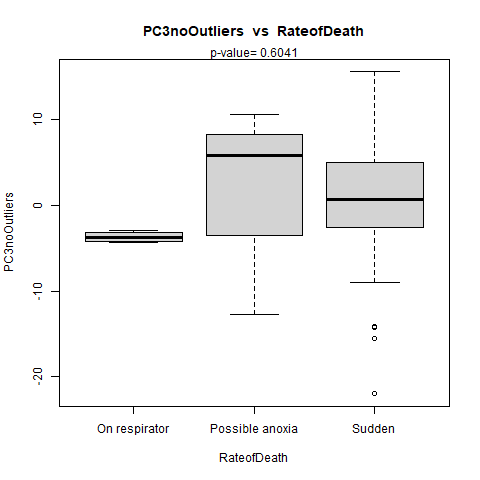 PC3noOutliers vs RateofDeath
p-value= 0.6041
PC3noOutliers
10
0
-10
-20
On respirator Possible anoxia Sudden
RateofDeath